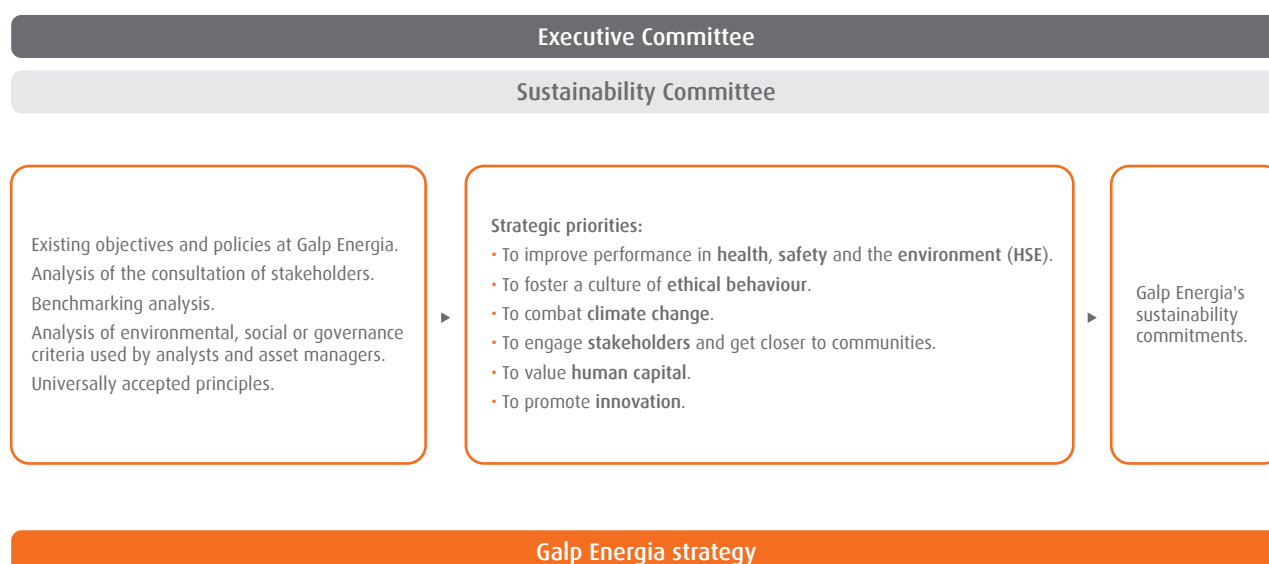 Executive Committee
Sustainability Committee
Existing objectives and policies at Galp Energia.
Analysis of the consultation of stakeholders.
Benchmarking analysis.
Analysis of environmental, social or governance
criteria used by analysts and asset managers.
Universally accepted principles.
Strategic priorities:
• To improve performance in health, safety and the environment (HSE).
• To foster a culture of ethical behaviour.
• To combat climate change.
• To engage stakeholders and get closer to communities.
• To value human capital.
• To promote innovation.
Galp Energia's
sustainability
commitments.
Galp Energia strategy